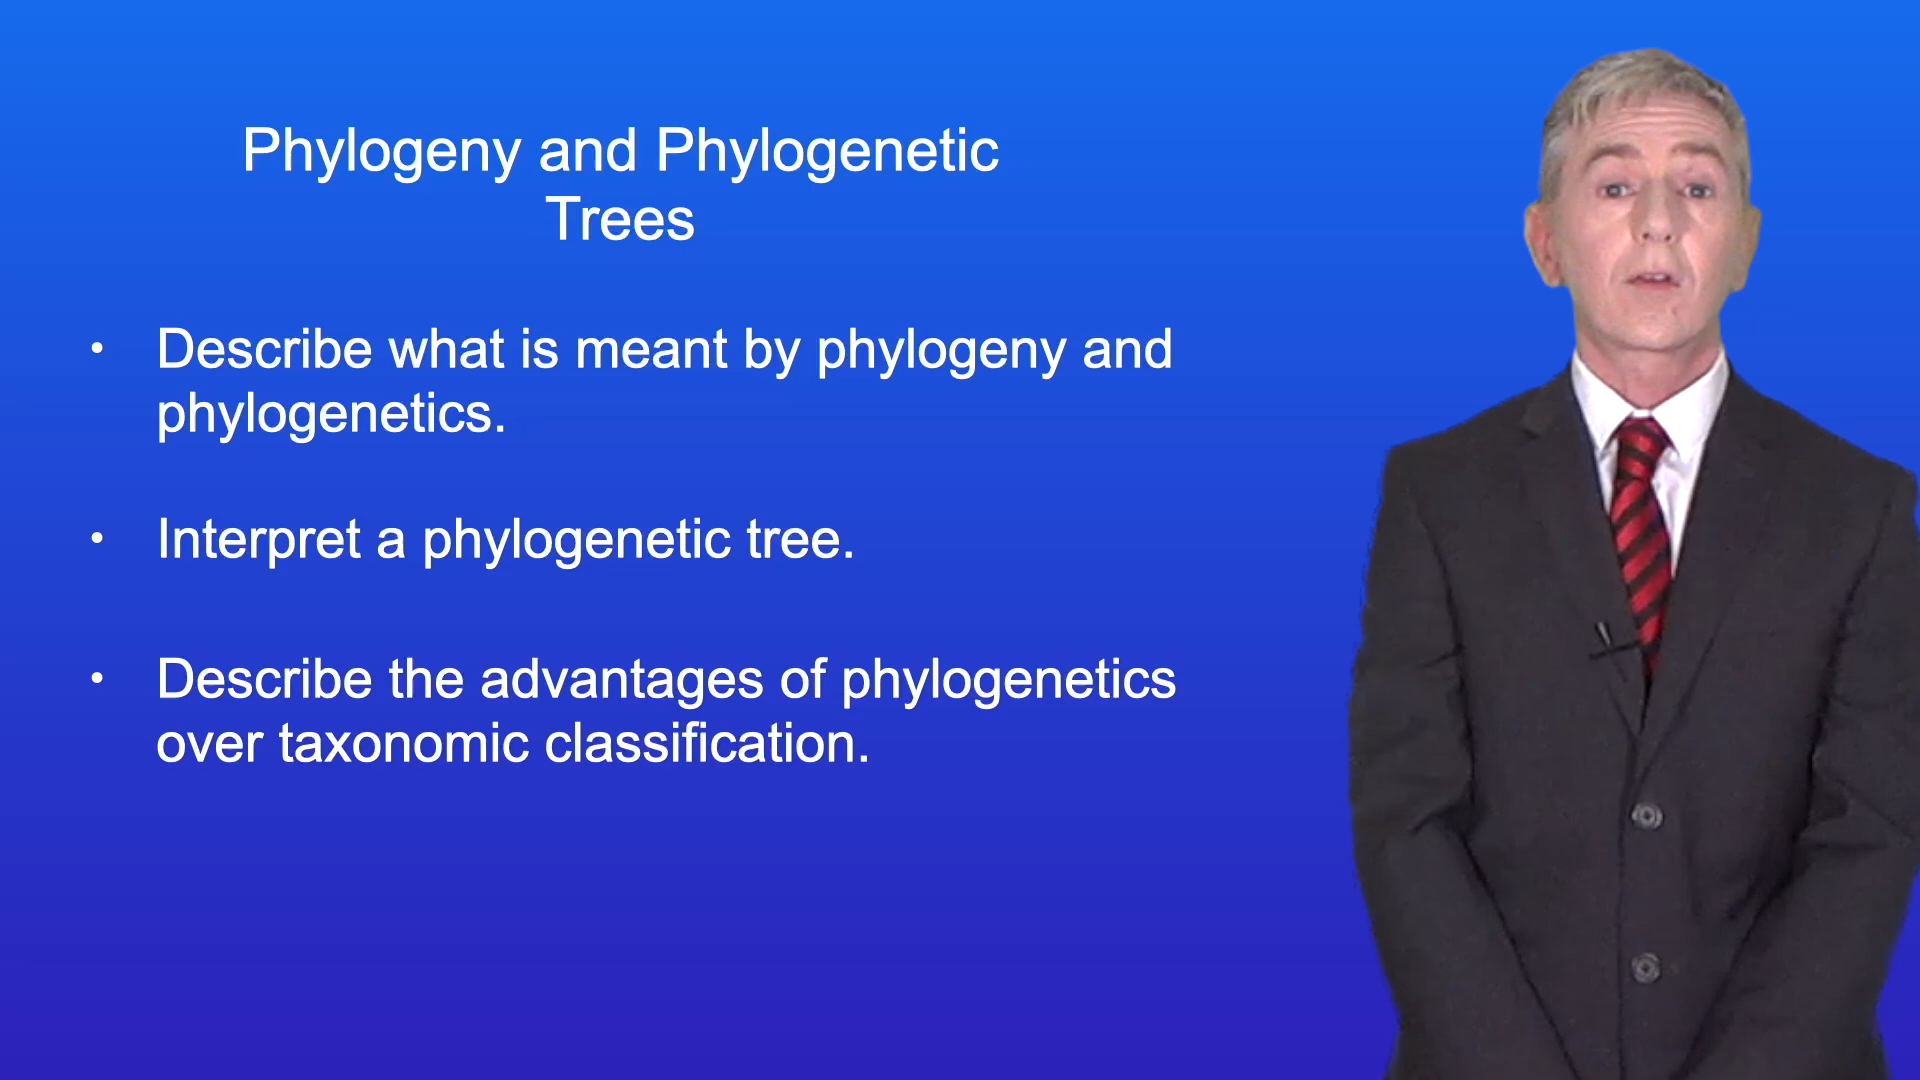 Phylogeny and Phylogenetic
Trees
• Describe what is meant by phylogeny and
phylogenetics.
• Interpret a phylogenetic tree.
• Describe the advantages of phylogenetics
over taxonomic classification.